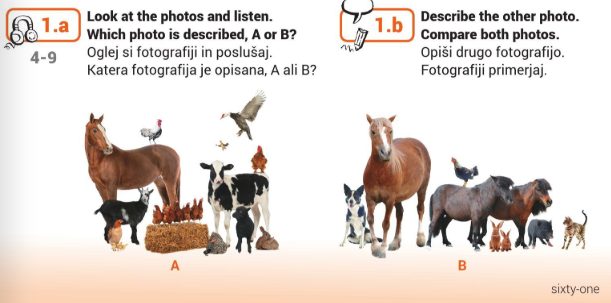 1.a
Look at the photos and listen.
Which photo is described, A or B?
4-9
Oglej si fotografiji in poslušaj.
Katera fotografija je opisana, A ali B?
1.b
Describe the other photo.
Compare both photos.
Opiši drugo fotografijo.
Fotografiji primerjaj.
A
B
sixty-one